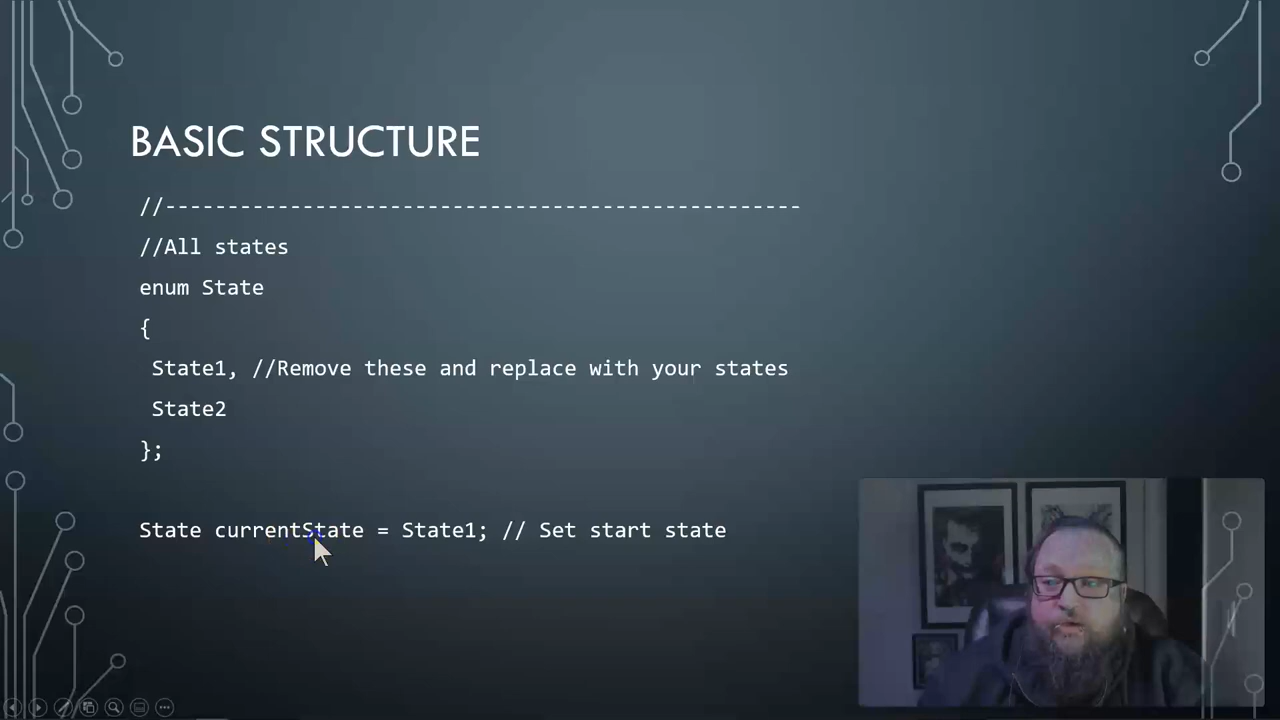 BASIC STRUCTURE
//---------------------------------------------------
//All states
enum State
{
State1, //Remove these and replace with your states
State2
};
State currentState = State1; // Set start state